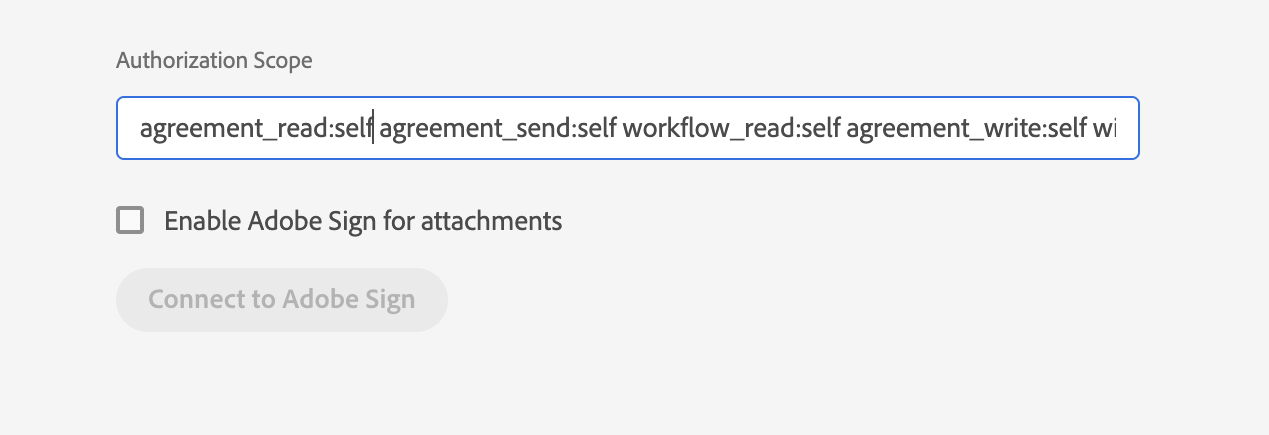 Authorization Scope
agreement_read:self agreement_send:self workflow_read:self agreement_write:self wi
Enable Adobe Sign for attachments
Connect to Adobe Sign